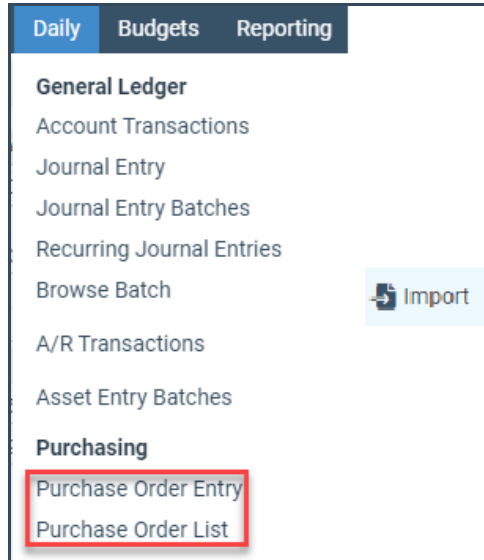 Daily Budgets Reporting
General Ledger
Account Transactions
Journal Entry
Journal Entry Batches
Recurring Journal Entries
Browse Batch
Import
A/R Transactions
Asset Entry Batches
Purchasing
Purchase Order Entry
Purchase Order List